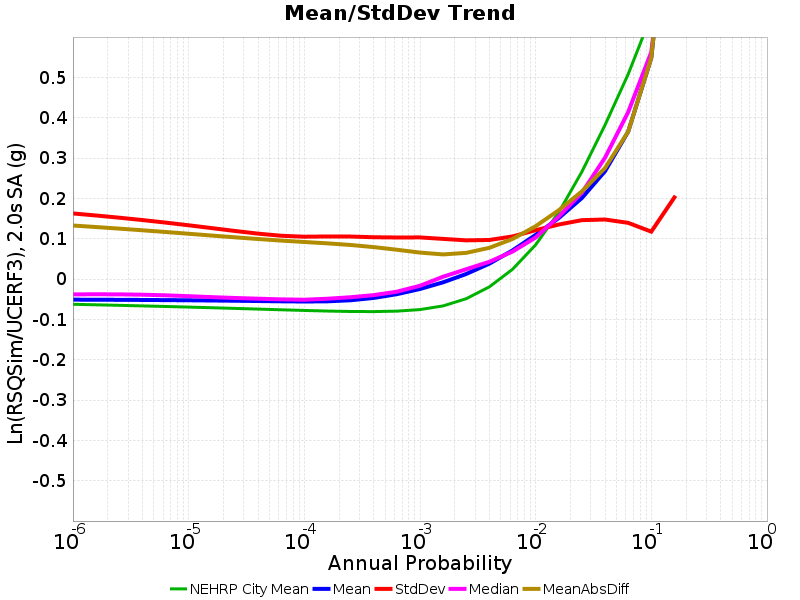 Mean/StdDev Trend
Ln(RSQSim/UCERF3), 2.0s SA (g)
0.5
0.4
0.3
0.2
0.1
0
-0.1
-0.2
-0.3
-0.4
-0.5
10^-6 10^-5 10^-4 10^-3 10^-2 10^-1 10^0
Annual Probability
NEHRP City Mean Mean StdDev Median MeanAbsDiff